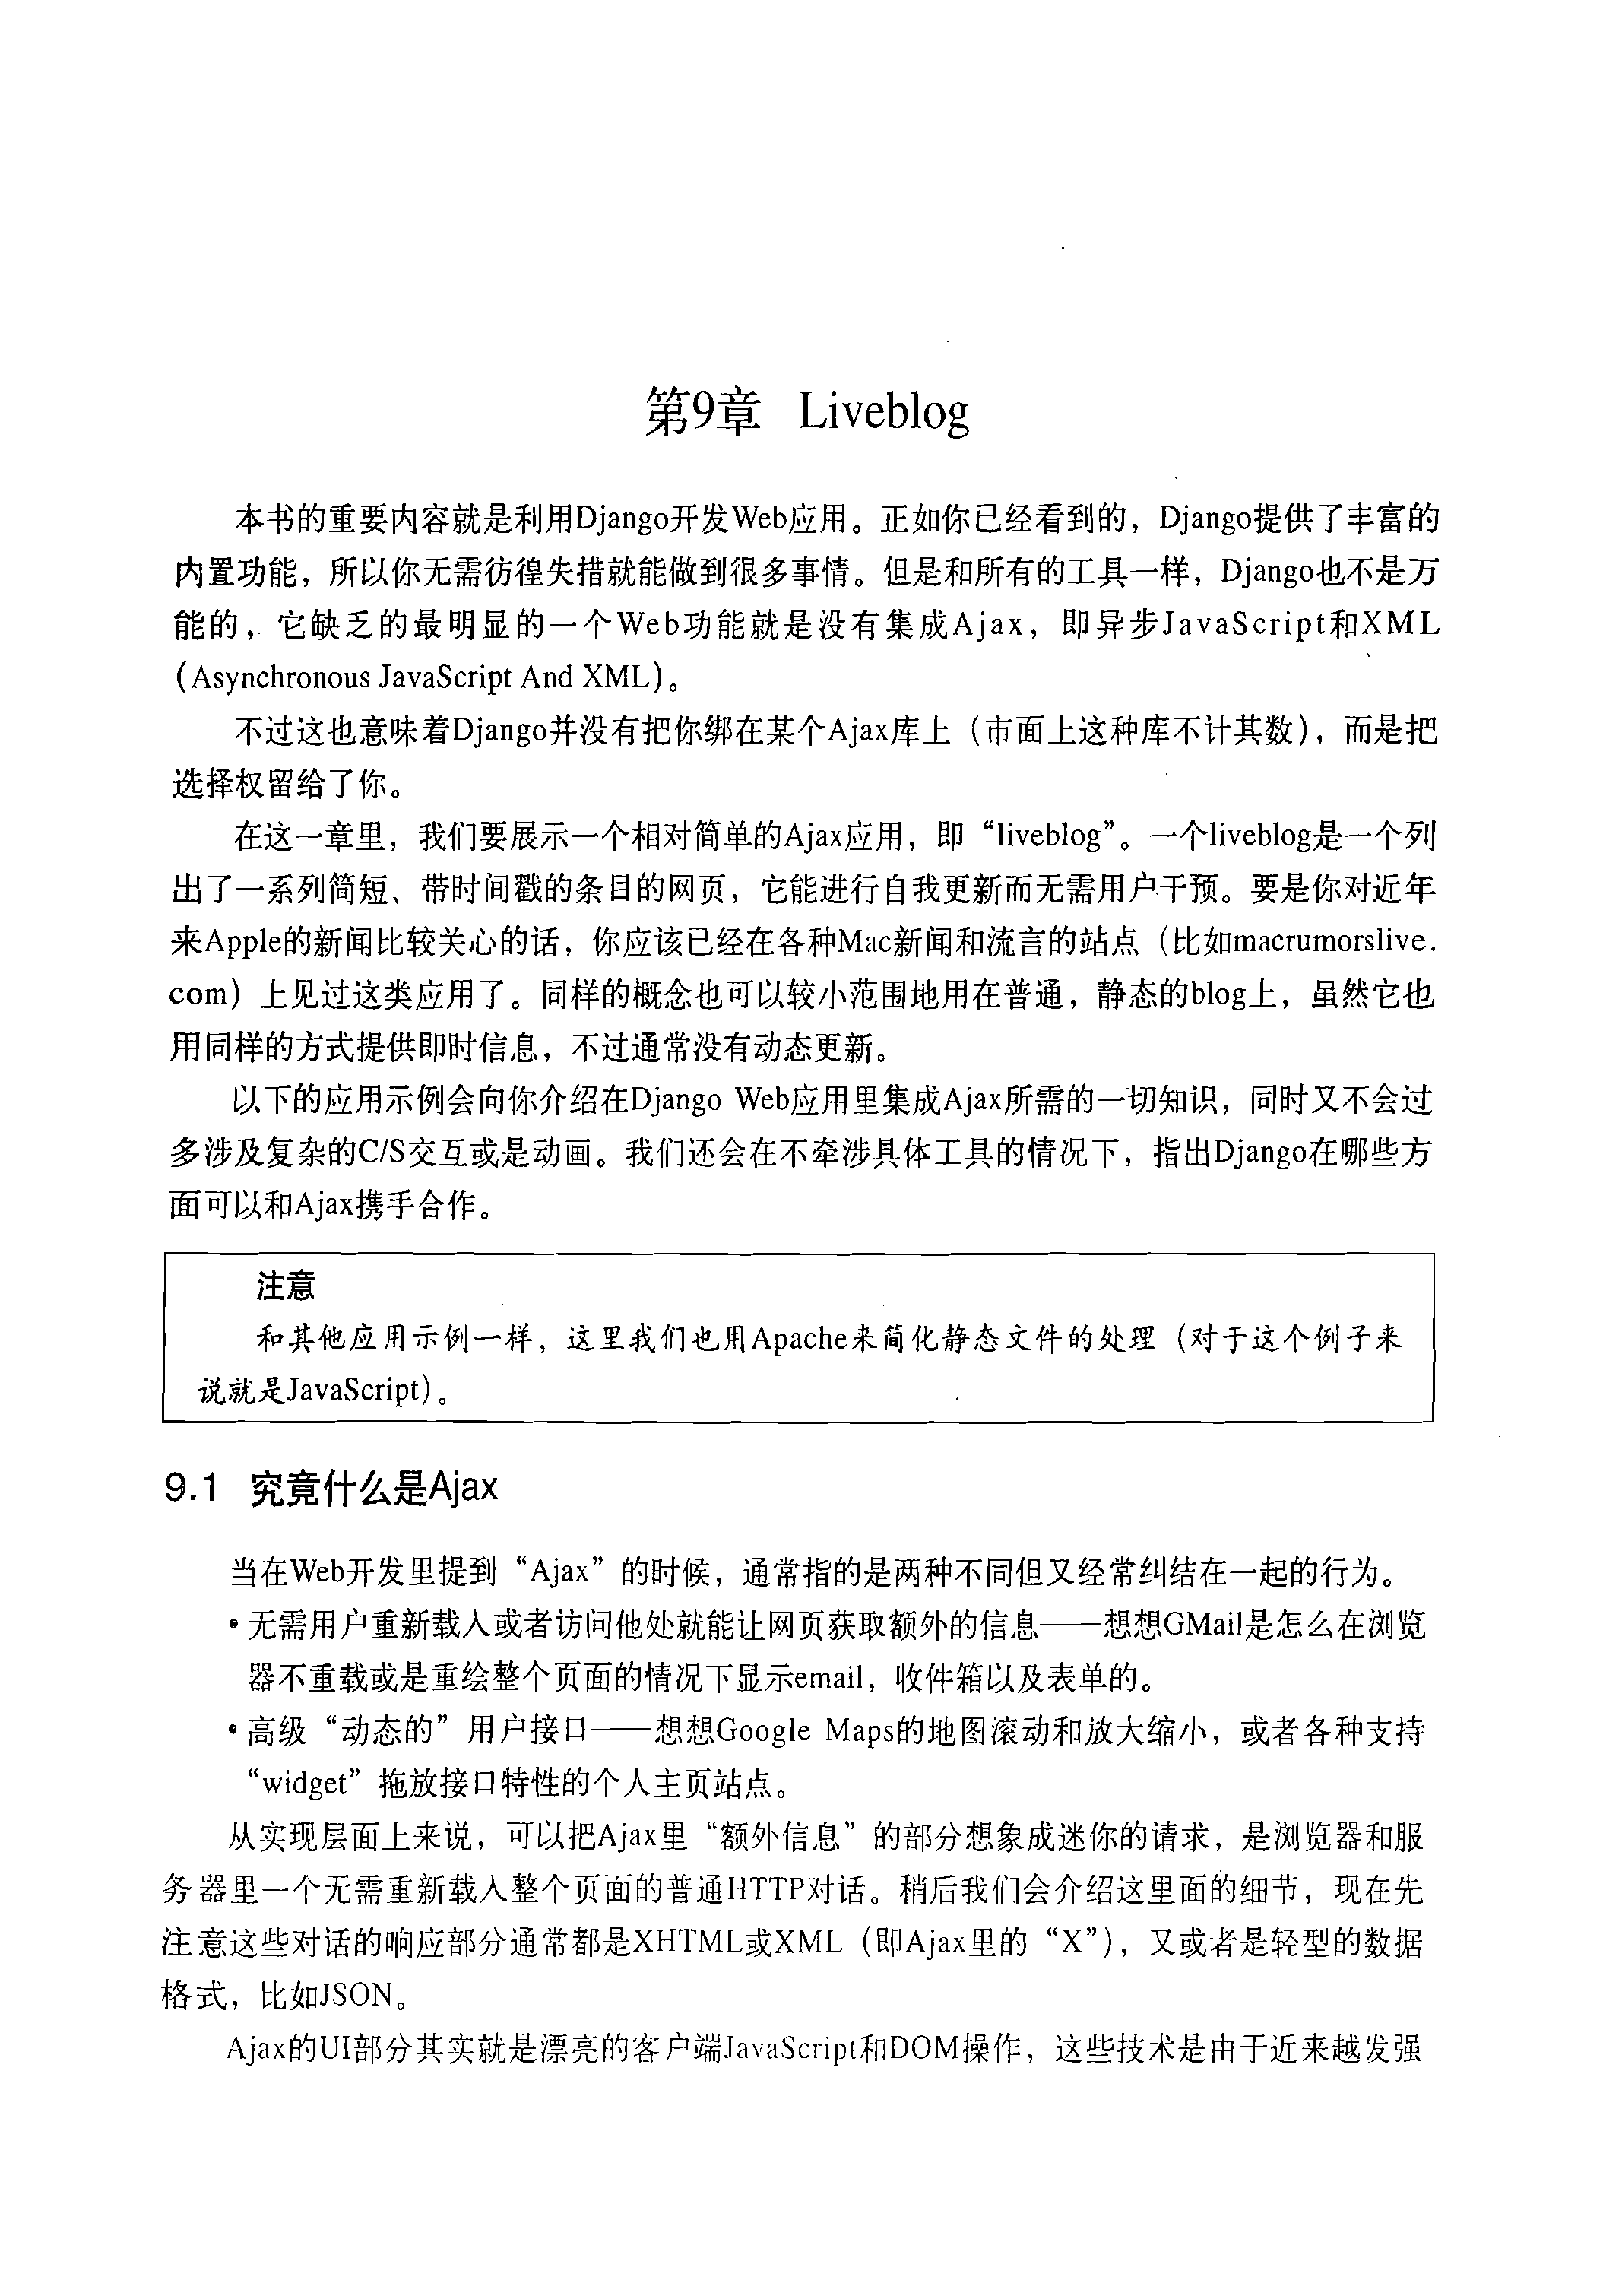 第9章 Liveblog
本书的重要内容就是利用Django开发Web应用。正如你已经看到的，Django提供了丰富的
内置功能，所以你无需彷徨失措就能做到很多事情。但是和所有的工具一样，Django也不是万
能的，它缺乏的最明显的一个Web功能就是没有集成Ajax，即异步JavaScript和XML
（Asynchronous JavaScript And XML）。
不过这也意味着Django并没有把你绑在某个Ajax库上（市面上这种库不计其数），而是把
选择权留给了你。
在这一章里，我们要展示一个相对简单的Ajax应用，即“liveblog”。一个liveblog是一个列
出了一系列简短、带时间戳的条目的网页，它能进行自我更新而无需用户干预。要是你对近年
来Apple的新闻比较关心的话，你应该已经在各种Mac新闻和流言的站点（比如macrumorslive.
com）上见过这类应用了。同样的概念也可以较小范围地用在普通，静态的blog上，虽然它也
用同样的方式提供即时信息，不过通常没有动态更新。
以下的应用示例会向你介绍在Django Web应用里集成Ajax所需的一切知识，同时又不会过
多涉及复杂的C/S交互或是动画。我们还会在不牵涉具体工具的情况下，指出Django在哪些方
面可以和Ajax携手合作。
注意
和其他应用示例一样，这里我们也用Apache来简化静态文件的处理（对于这个例子来
说就是JavaScript）。
9.1 究竟什么是Ajax
当在Web开发里提到“Ajax”的时候，通常指的是两种不同但又经常纠结在一起的行为。
•无需用户重新载入或者访问他处就能让网页获取额外的信息——想想GMail是怎么在浏览
器不重载或是重绘整个页面的情况下显示email，收件箱以及表单的。
•高级“动态的”用户接口——想想Google Maps的地图滚动和放大缩小，或者各种支持
“widget”拖放接口特性的个人主页站点。
从实现层面上来说，可以把Ajax里“额外信息”的部分想象成迷你的请求，是浏览器和服
务器里一个无需重新载入整个页面的普通HTTP对话。稍后我们会介绍这里面的细节，现在先
注意这些对话的响应部分通常都是XHTML或XML（即Ajax里的“X”），又或者是轻型的数据
格式，比如JSON。
Ajax的UI部分其实就是漂亮的客户端JavaScript和DOM操作，这些技术是由于近来越发强